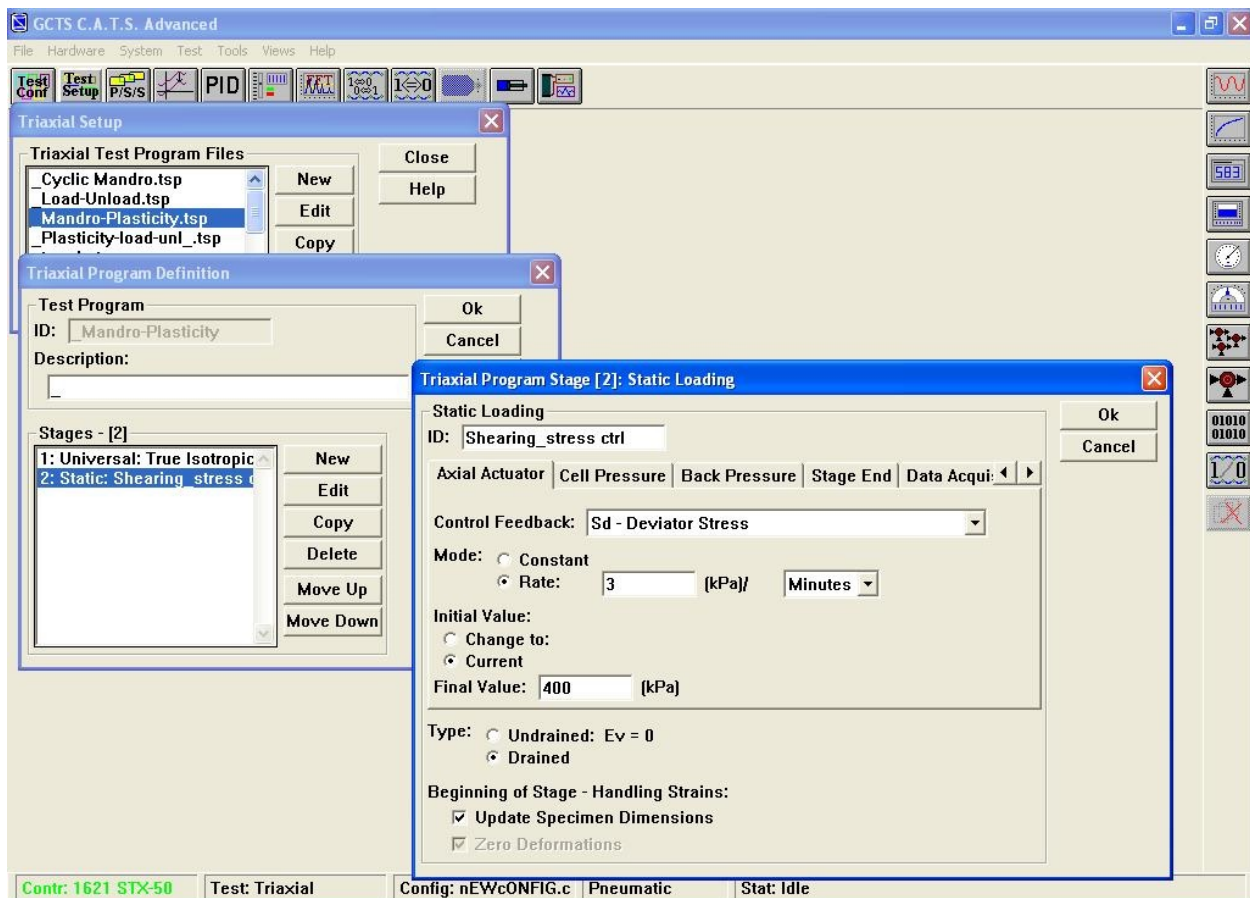 GCTS C.A.T.S. Advanced
File Hardware System Test Tools Views Help
Test Conf
Test Setup
P/S/S
PID
1⇔0
583
01010
01010
1/0
Triaxial Setup
Triaxial Test Program Files
_Cyclic Mandro.tsp
_Load-Unload.tsp
_Mandro-Plasticity.tsp
_Plasticity-load-unl_.tsp
New
Edit
Copy
Close
Help
Triaxial Program Definition
Test Program
ID: _Mandro-Plasticity
Description:
_
Ok
Cancel
Stages - [2]
1: Universal: True Isotropic
2: Static: Shearing_stress
New
Edit
Copy
Delete
Move Up
Move Down
Triaxial Program Stage [2]: Static Loading
Static Loading
ID: Shearing_stress ctrl
Ok
Cancel
Axial Actuator Cell Pressure Back Pressure Stage End Data Acqui
Control Feedback: Sd - Deviator Stress
Mode: Constant
Rate: 3 (kPa)/ Minutes
Initial Value:
Change to:
Current
Final Value: 400 (kPa)
Type: Undrained: Ev = 0
Drained
Beginning of Stage - Handling Strains:
Update Specimen Dimensions
Zero Deformations
Contr: 1621 STX-50 Test: Triaxial Config: nEWcONFIG.c Pneumatic Stat: Idle